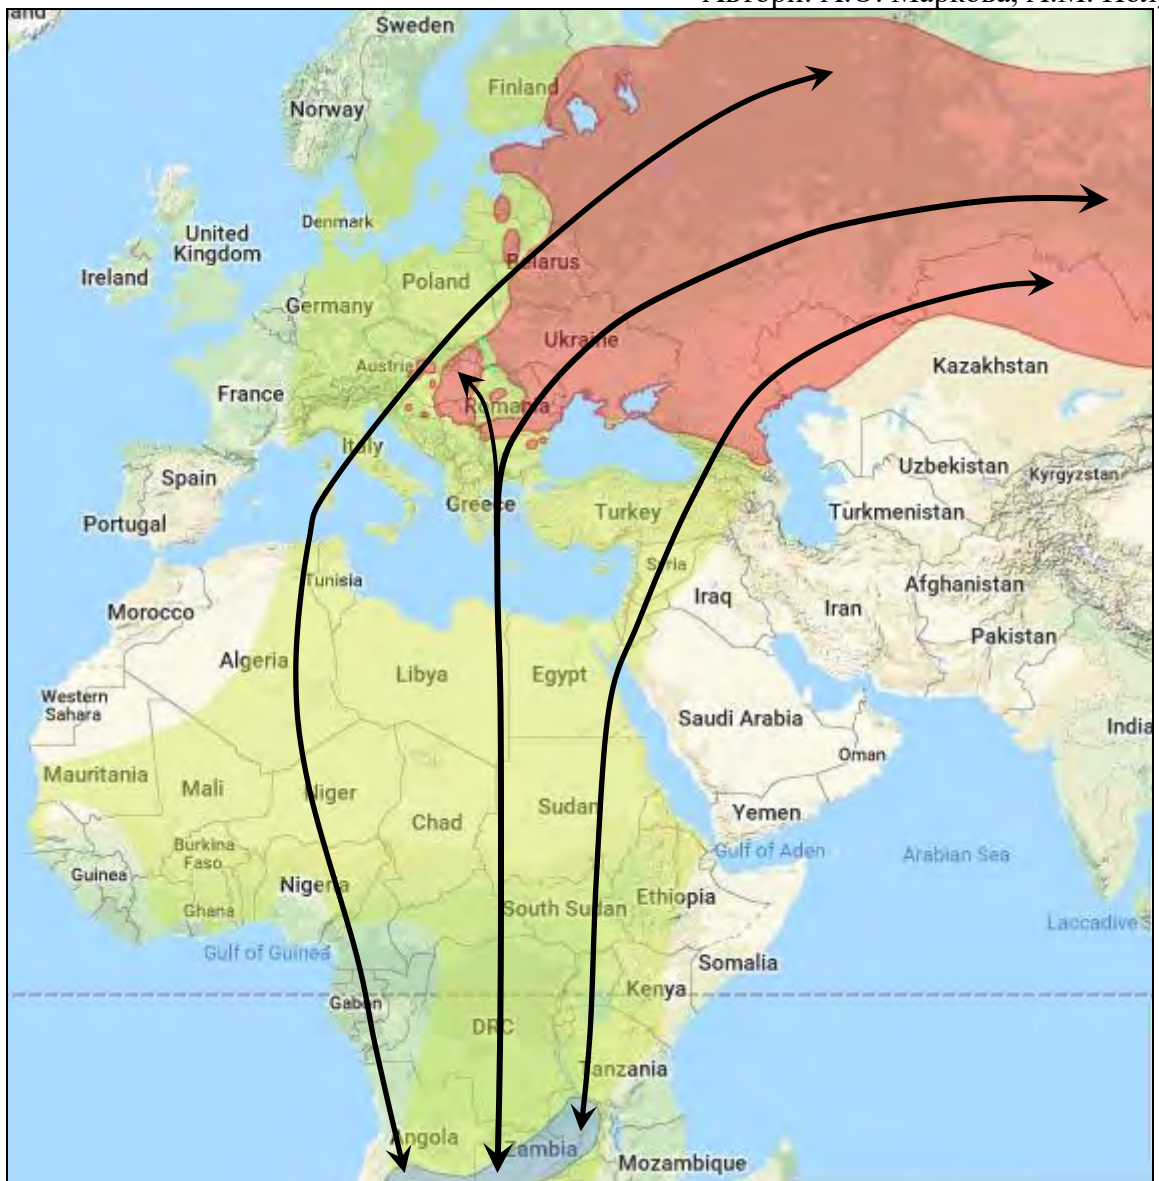 Sweden
Finland
Norway
Denmark
United
Kingdom
Ireland
Belarus
Poland
Germany
Ukraine
Austria
Kazakhstan
France
Romania
Italy
Uzbekistan
Kyrgyzstan
Spain
Greece
Turkey
Turkmenistan
Portugal
Syria
Tunisia
Afghanistan
Iraq
Iran
Morocco
Pakistan
Algeria
Libya
Egypt
Western
Sahara
Saudi Arabia
India
Oman
Mauritania
Mali
Niger
Sudan
Yemen
Chad
Burkina
Faso
Gulf of Aden
Arabian Sea
Guinea
Nigeria
Ethiopia
Ghana
South Sudan
Laccadive
Gulf of Guinea
Somalia
Kenya
Gabon
DRC
Tanzania
Angola
Zambia
Mozambique